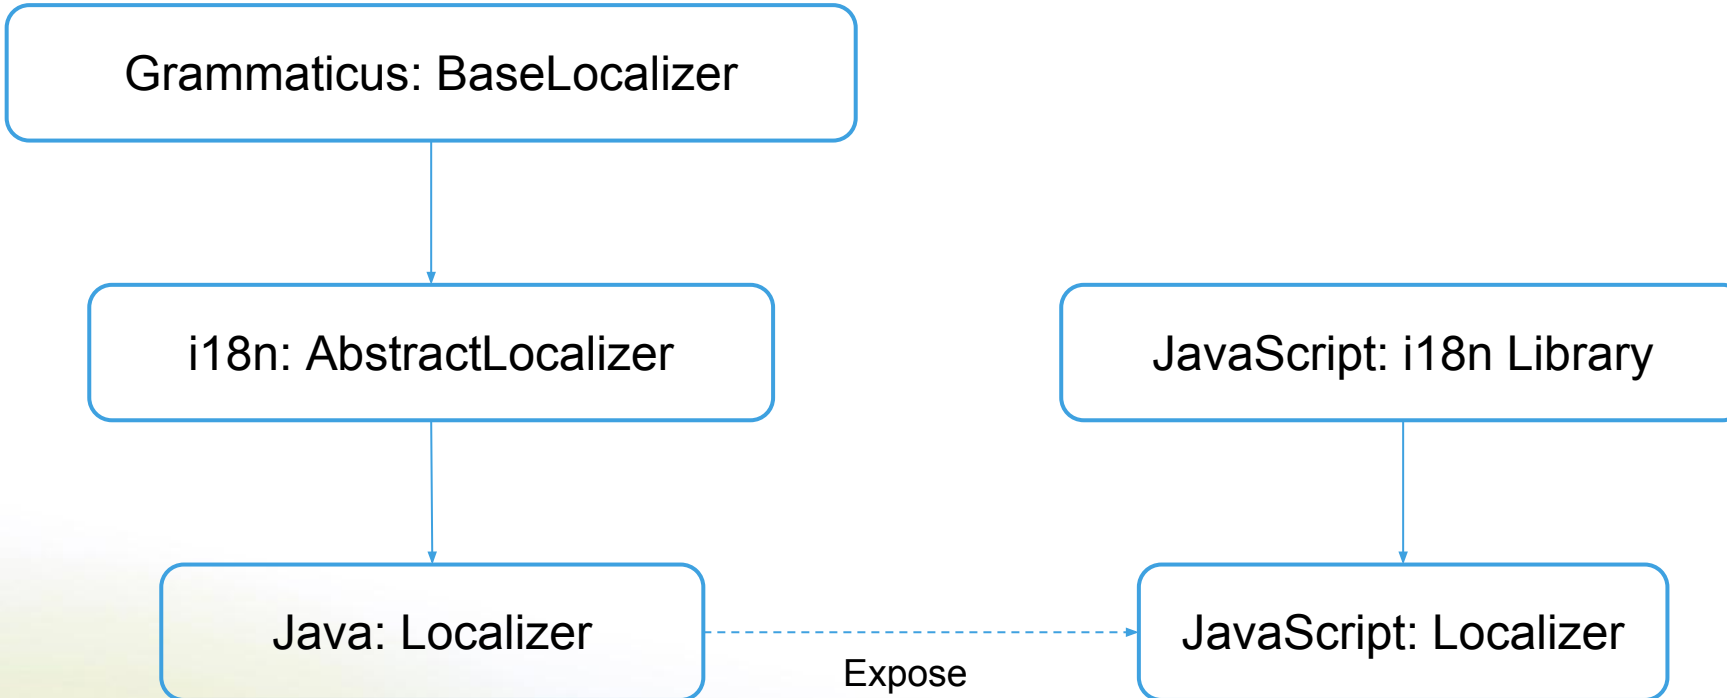 Grammaticus: BaseLocalizer
i18n: AbstractLocalizer
JavaScript: i18n Library
Java: Localizer
Expose
JavaScript: Localizer